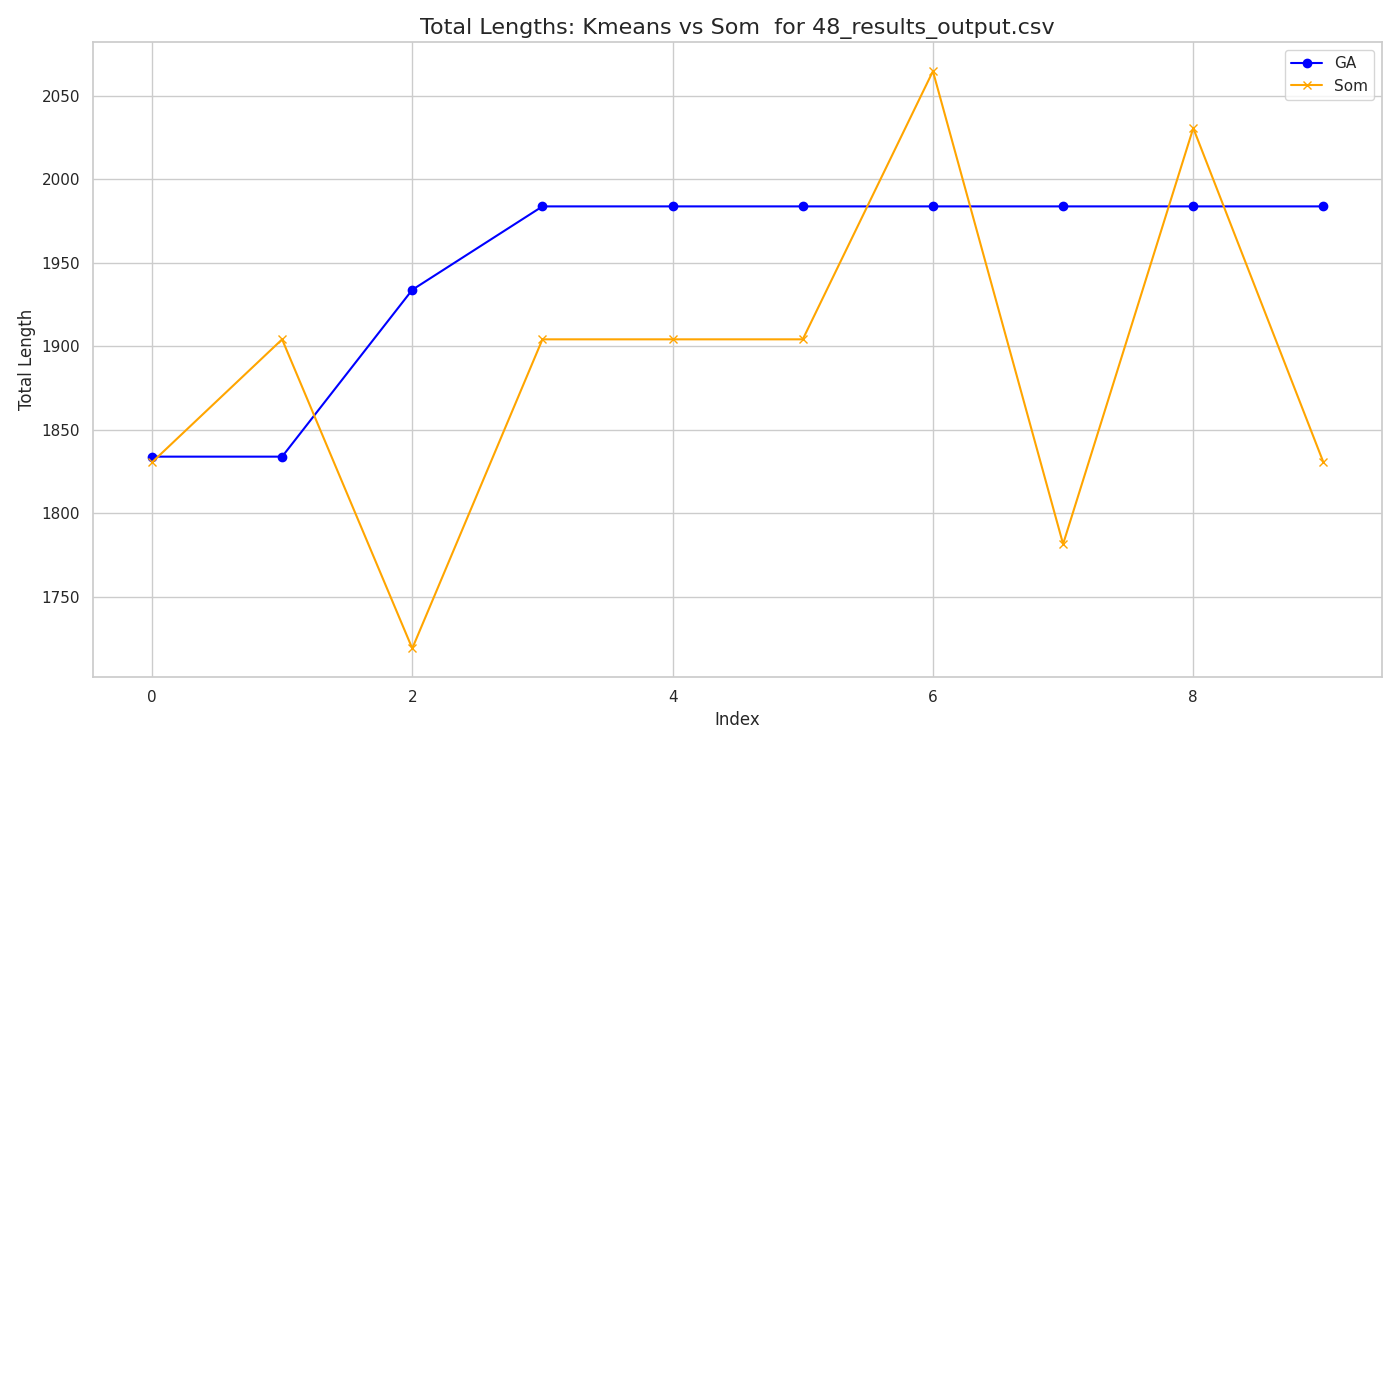 Total Lengths: Kmeans vs Som  for 48_results_output.csv
GA
Som
Total Length
2050
2000
1950
1900
1850
1800
1750
0 2 4 6 8
Index